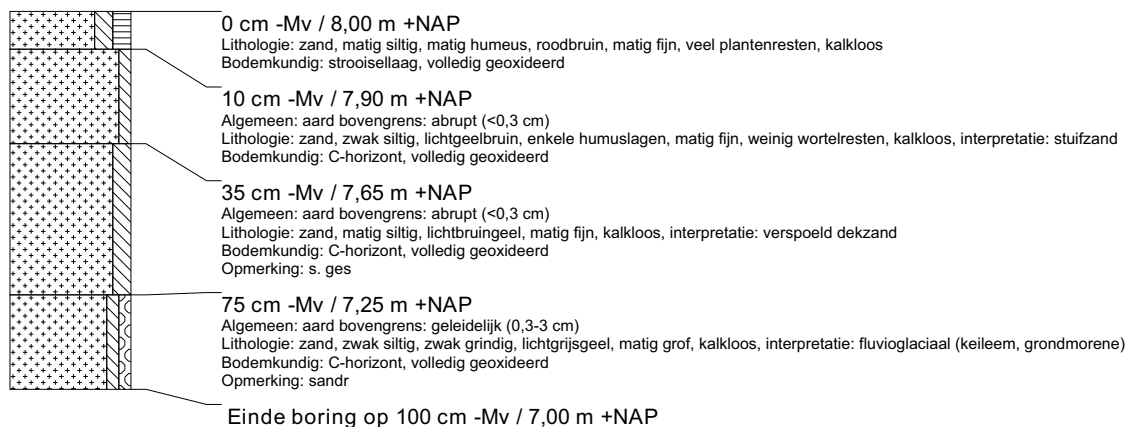 0 cm -Mv / 8,00 m +NAP
Lithologie: zand, matig siltig, matig humeus, roodbruin, matig fijn, veel plantenresten, kalkloos
Bodemkundig: strooisellaag, volledig geoxideerd
10 cm -Mv / 7,90 m +NAP
Algemeen: aard bovengrens: abrupt (<0,3 cm)
Lithologie: zand, zwak siltig, lichtgeelbruin, enkele humuslagen, matig fijn, weinig wortelresten, kalkloos, interpretatie: stuifzand
Bodemkundig: C-horizont, volledig geoxideerd
35 cm -Mv / 7,65 m +NAP
Algemeen: aard bovengrens: abrupt (<0,3 cm)
Lithologie: zand, matig siltig, lichtbruingeel, matig fijn, kalkloos, interpretatie: verspoeld dekzand
Bodemkundig: C-horizont, volledig geoxideerd
Opmerking: s. ges
75 cm -Mv / 7,25 m +NAP
Algemeen: aard bovengrens: geleidelijk (0,3-3 cm)
Lithologie: zand, zwak siltig, zwak grindig, lichtgrijsgeel, matig grof, kalkloos, interpretatie: fluvioglaciaal (keileem, grondmorene)
Bodemkundig: C-horizont, volledig geoxideerd
Opmerking: sandr
Einde boring op 100 cm -Mv / 7,00 m +NAP